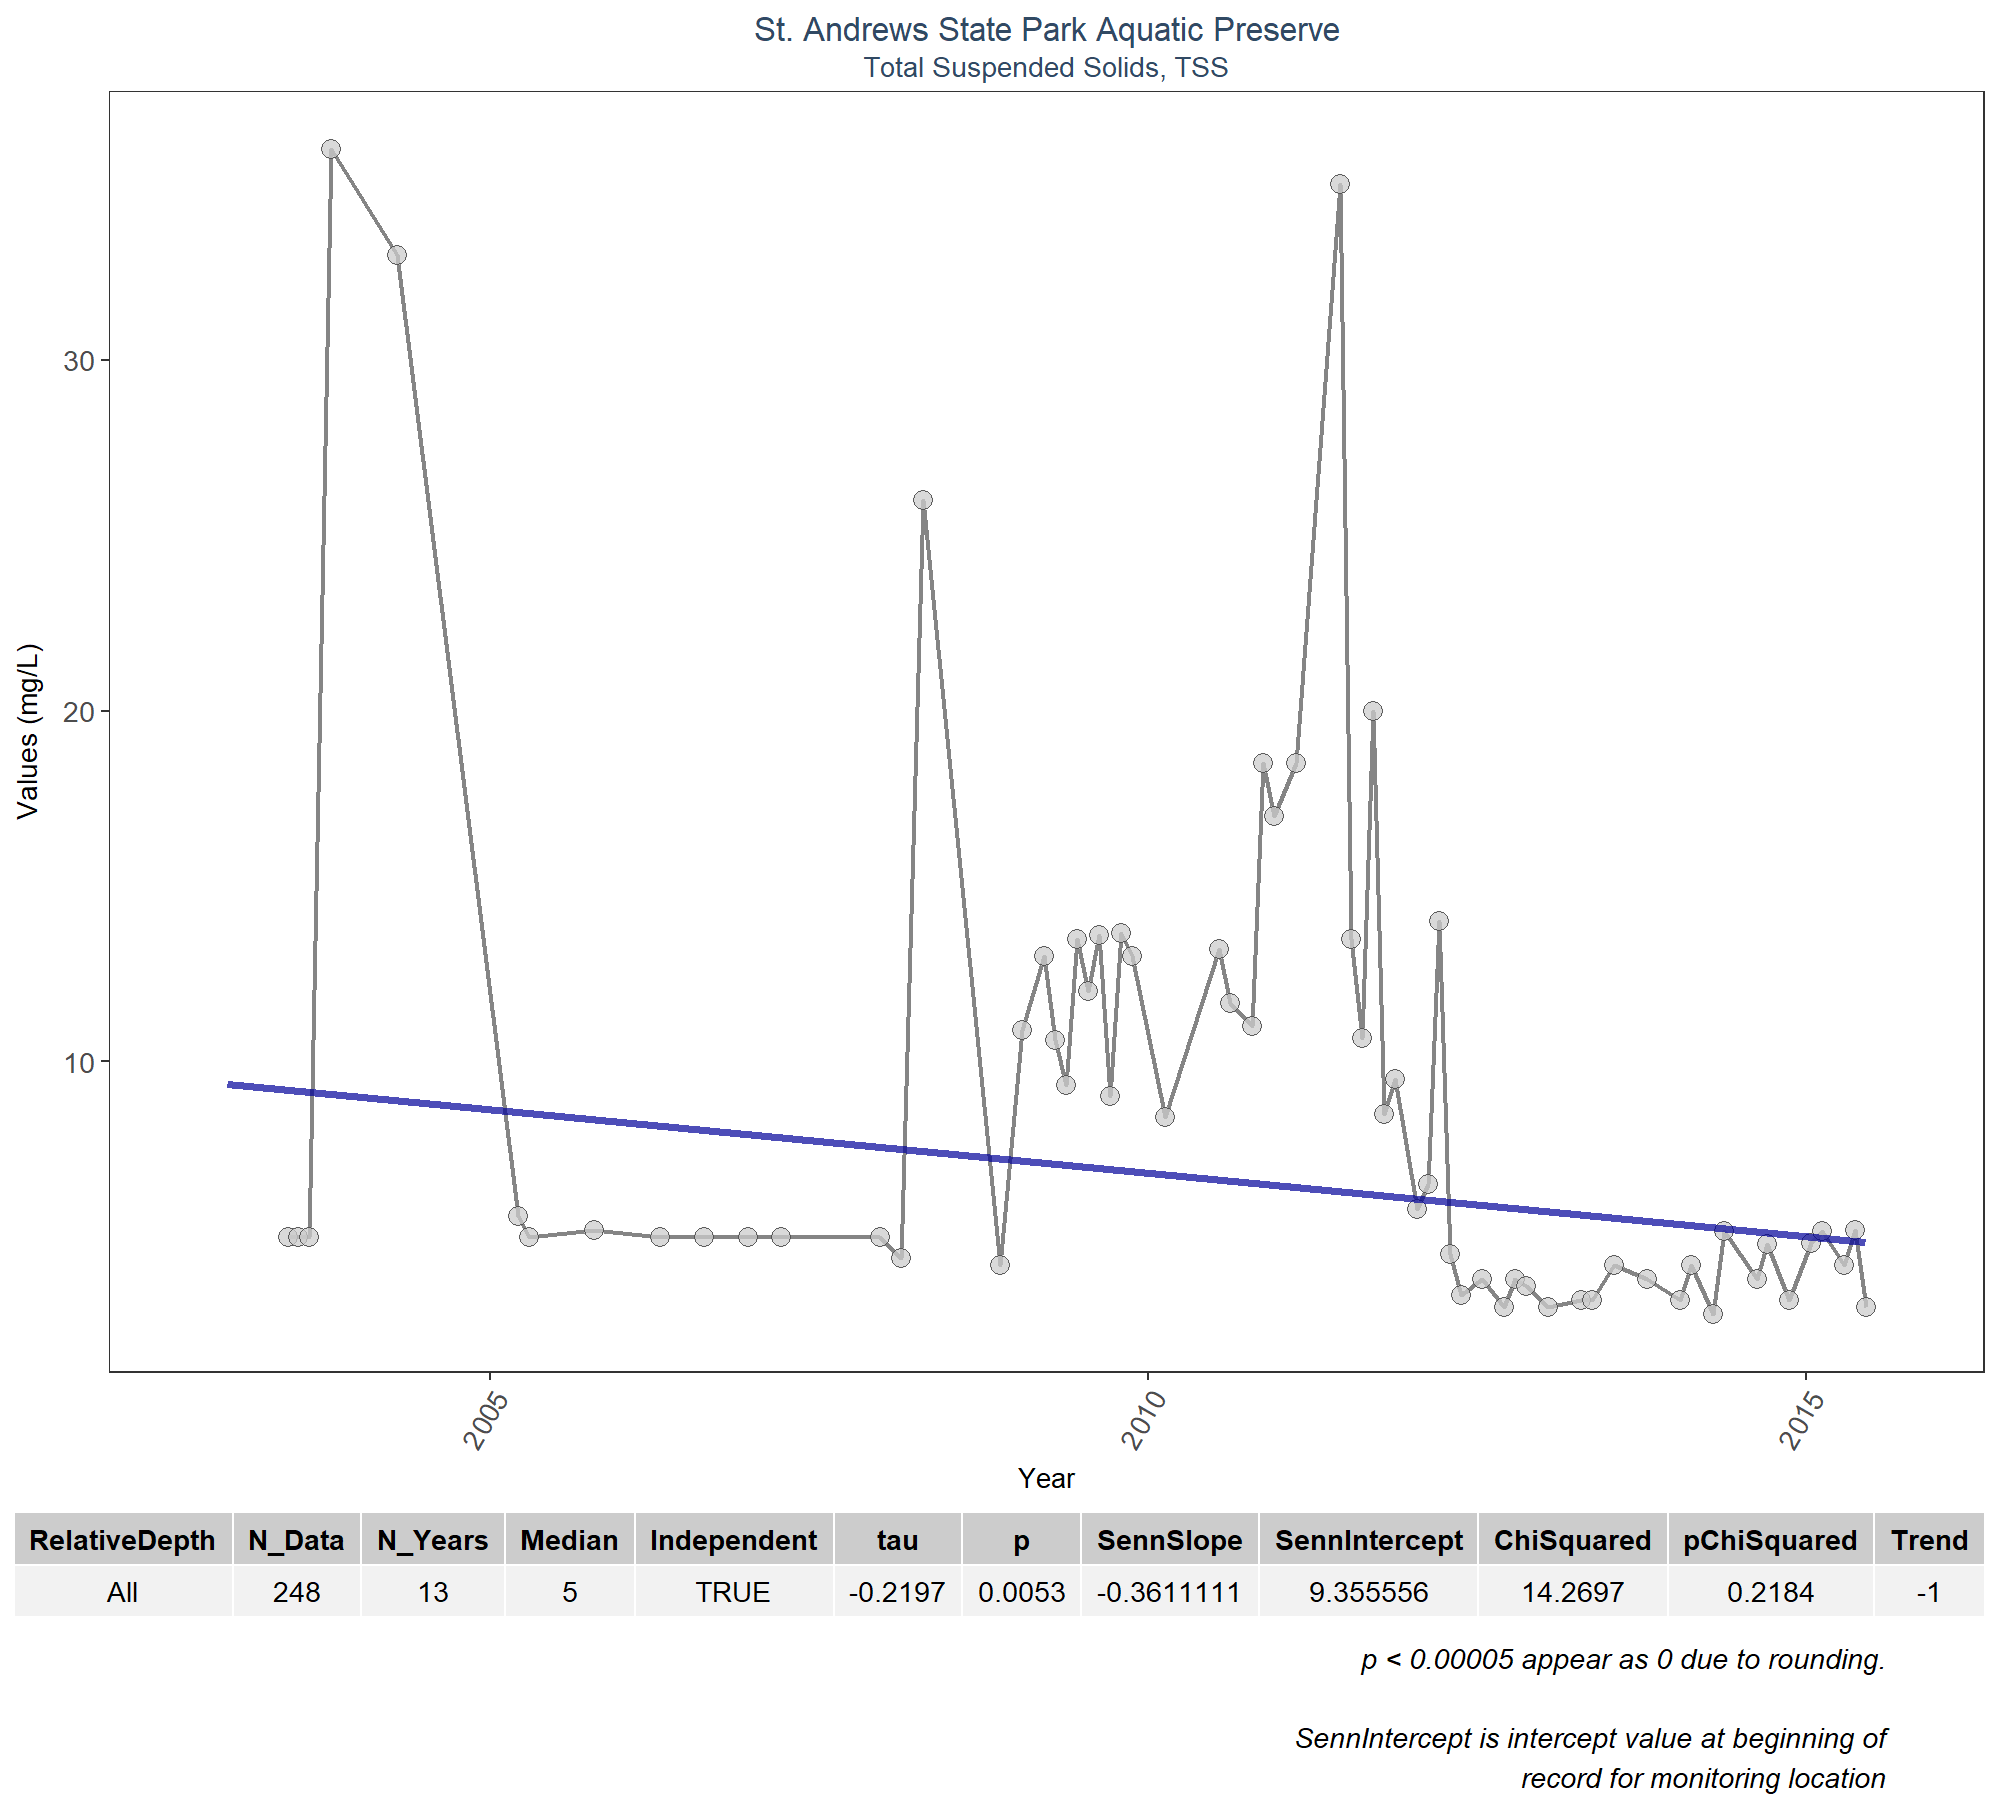 St. Andrews State Park Aquatic Preserve
Total Suspended Solids, TSS
Values (mg/L)
30
20
10
2005
2010
2015
Year
RelativeDepth N_Data N_Years Median Independent tau p SennSlope SennIntercept ChiSquared pChiSquared Trend
All 248 13 5 TRUE -0.2197 0.0053 -0.3611111 9.355556 14.2697 0.2184 -1
p < 0.00005 appear as 0 due to rounding.
SennIntercept is intercept value at beginning of
record for monitoring location